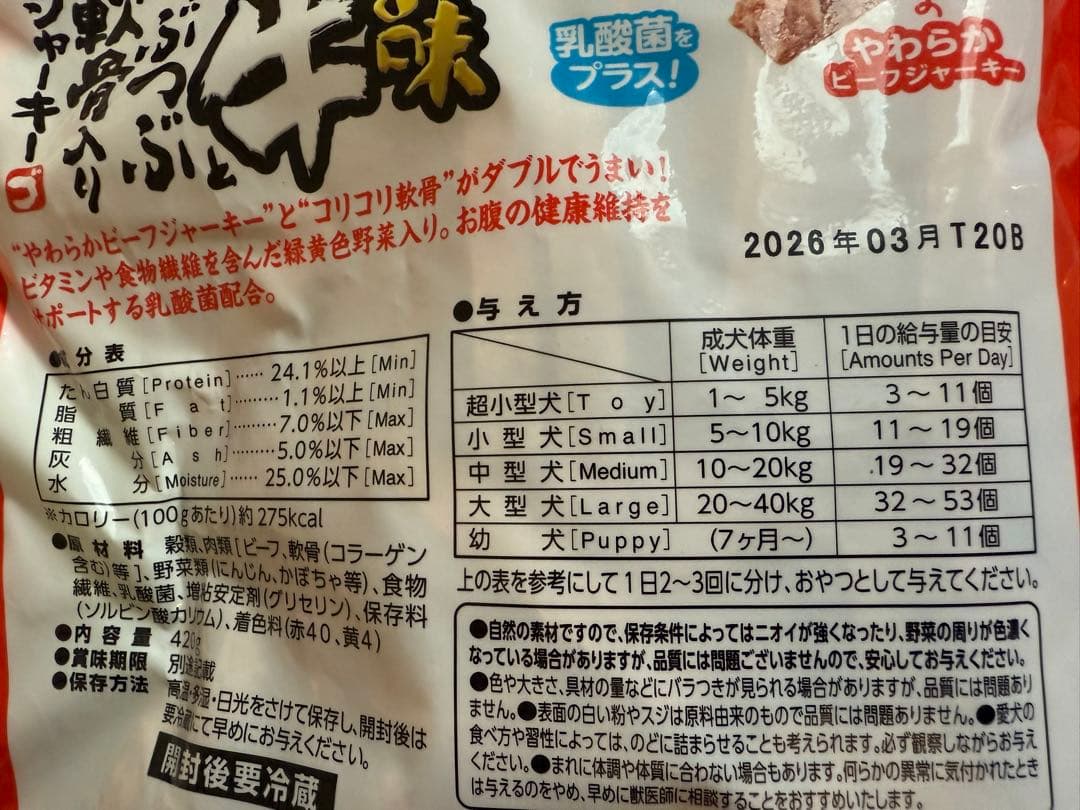 ジャーキー
軟骨入り
つぶつぶと
牛
味
乳酸菌を
プラス!
の
やわらか
ビーフジャーキー
"やわらかビーフジャーキー"と"コリコリ軟骨"がダブルでうまい!
ビタミンや食物繊維を含んだ緑黄色野菜入り。お腹の健康維持を
サポートする乳酸菌配合。
2026年03月T20B
●成分表
たん白質[Protein]……24.1%以上[Min]
脂質[Fat]………1.1%以上[Min]
粗繊維[Fiber]………7.0%以下[Max]
灰分[Ash]………5.0%以下[Max]
水分[Moisture]……25.0%以下[Max]
※カロリー(100gあたり)約275kcal
●原材料 穀類、肉類[ビーフ、軟骨(コラーゲン
含む)等]、野菜類(にんじん、かぼちゃ等)、食物
繊維、乳酸菌、増粘安定剤(グリセリン)、保存料
(ソルビン酸カリウム)、着色料(赤40、黄4)
●内容量 420g
●賞味期限 別途記載
●保存方法 高温・多湿・日光をさけて保存し、開封後は
要冷蔵にて早めにお与えください。
開封後要冷蔵
●与え方
成犬体重 1日の給与量の目安
[Weight] [Amounts Per Day]
超小型犬[Toy] 1～5kg 3～11個
小型犬[Small] 5～10kg 11～19個
中型犬[Medium] 10～20kg 19～32個
大型犬[Large] 20～40kg 32～53個
幼犬[Puppy] (7ヶ月～) 3～11個
上の表を参考にして1日2～3回に分け、おやつとして与えてください。
●自然の素材ですので、保存条件によってはニオイが強くなったり、野菜の周りが色濃く
なっている場合がありますが、品質には問題ございませんので、安心してお与えください。
●色や大きさ、具材の量などにバラつきが見られる場合がありますが、品質には問題あり
ません。●表面の白い粉やスジは原料由来のもので品質には問題ありません。●愛犬の
食べ方や習性によっては、のどに詰まらせることも考えられます。必ず観察しながらお与え
ください。●まれに体調や体質に合わない場合もあります。何らかの異常に気付かれたとき
は与えるのをやめ、早めに獣医師に相談することをおすすめいたします。